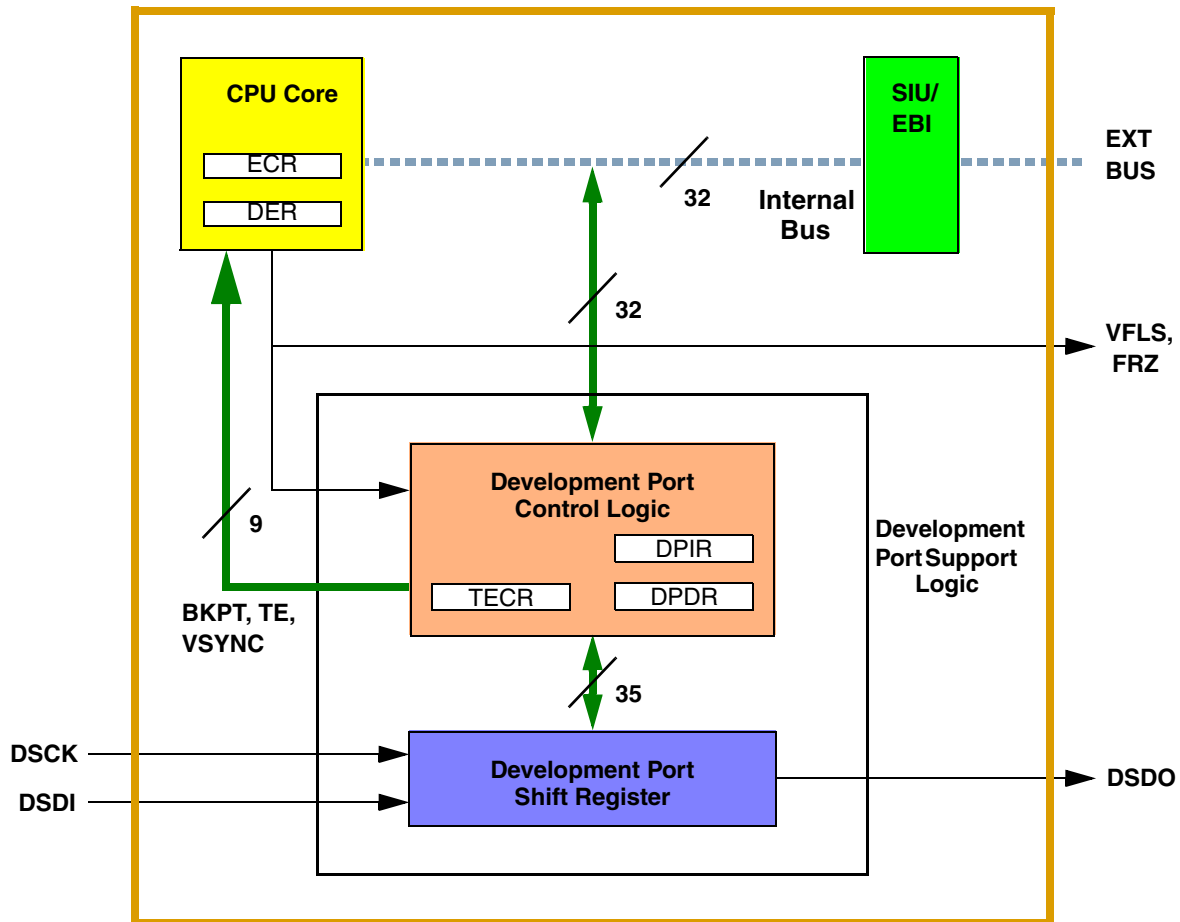 CPU Core
ECR
DER
SIU/
EBI
EXT
BUS
32
Internal
Bus
32
VFLS,
FRZ
Development Port
Control Logic
DPIR
TECR
DPDR
9
BKPT, TE,
VSYNC
Development
Port Support
Logic
35
DSCK
DSDI
Development Port
Shift Register
DSDO